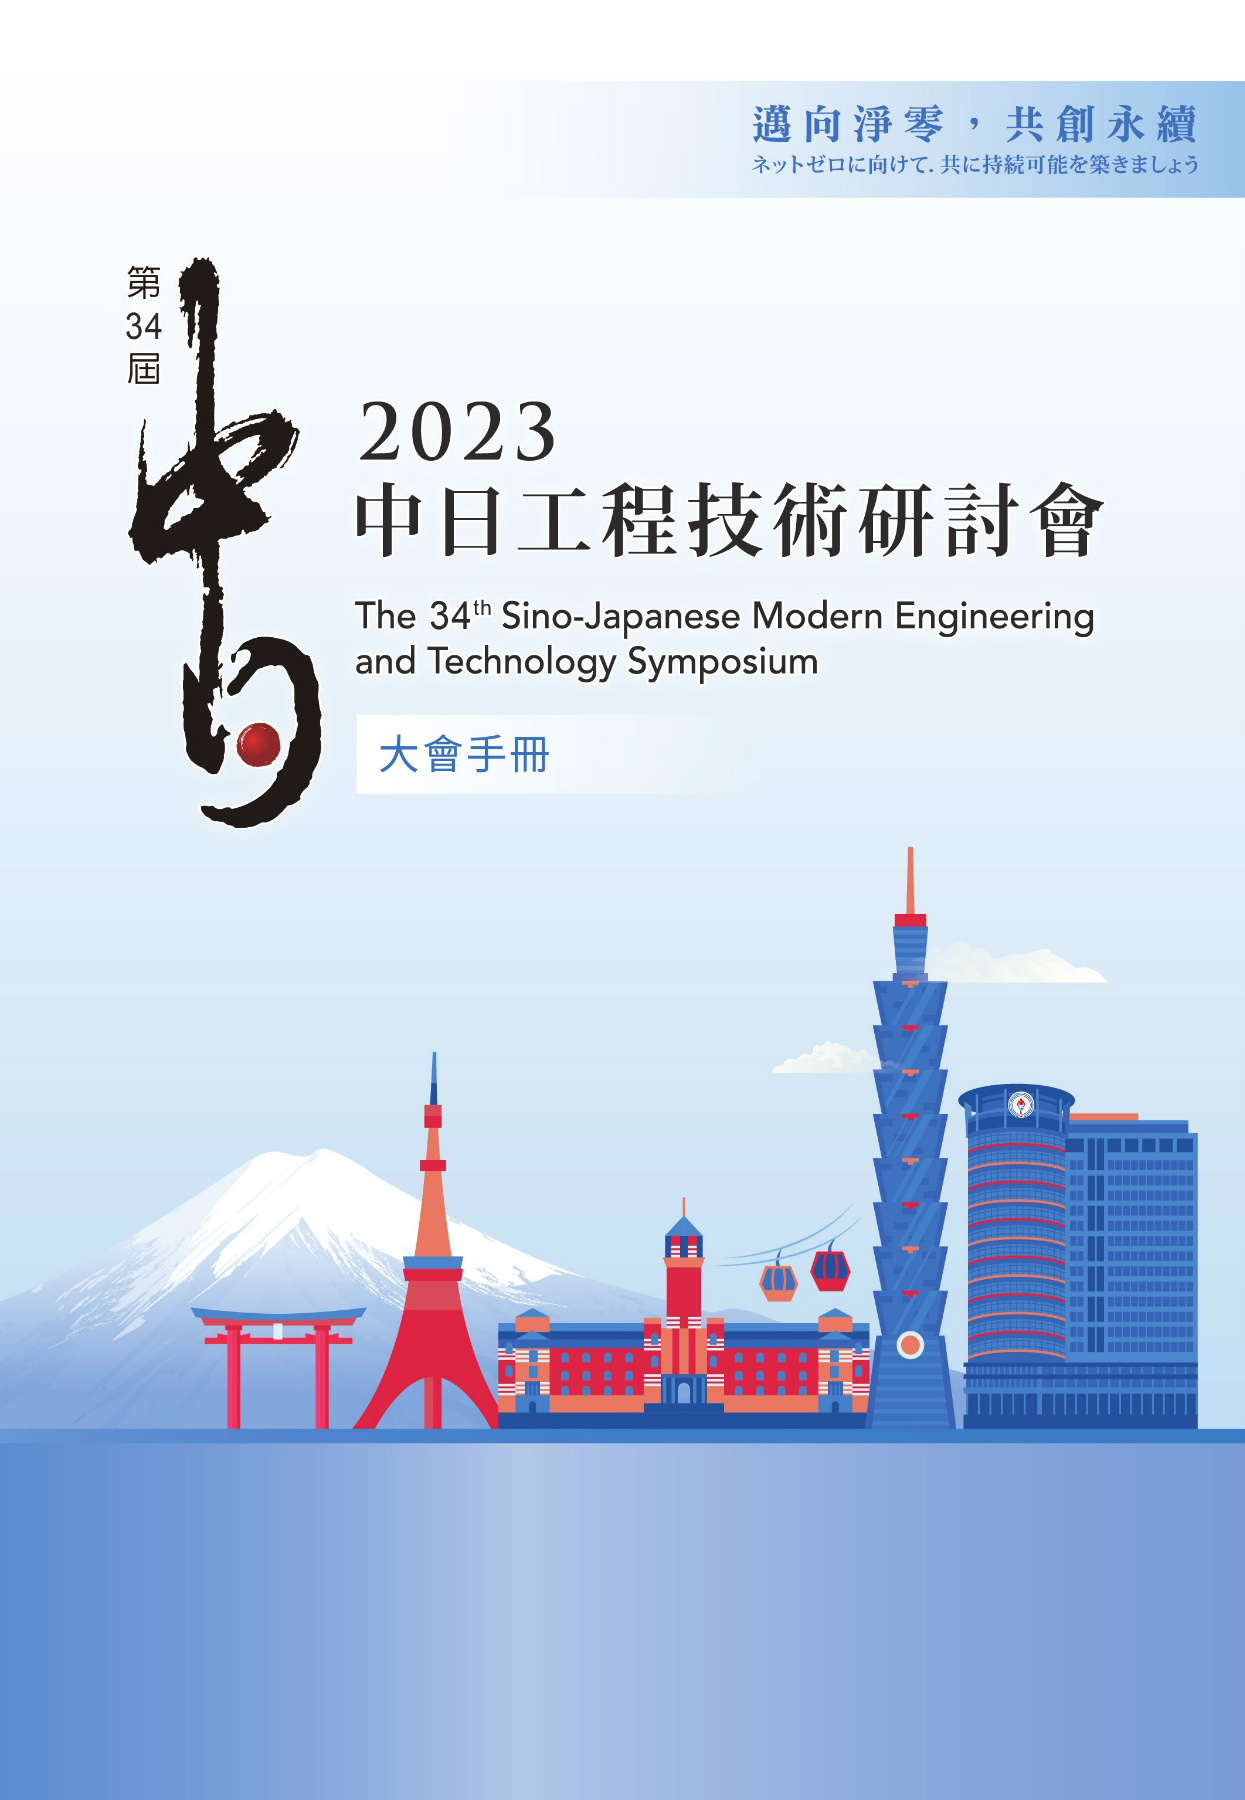 邁向淨零，共創永續
ネットゼロに向けて. 共に持続可能を築きましょう
第
34
屆
中日
2023
中日工程技術研討會
The 34th Sino-Japanese Modern Engineering
and Technology Symposium
大會手冊